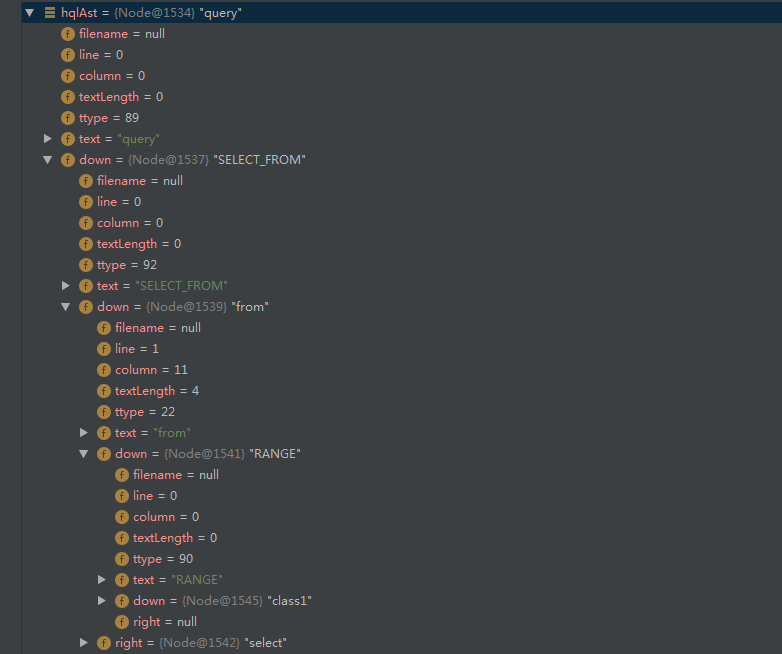 hqlAst = {Node@1534} "query"
f filename = null
f line = 0
f column = 0
f textLength = 0
f ttype = 89
f text = "query"
f down = {Node@1537} "SELECT_FROM"
f filename = null
f line = 0
f column = 0
f textLength = 0
f ttype = 92
f text = "SELECT_FROM"
f down = {Node@1539} "from"
f filename = null
f line = 1
f column = 11
f textLength = 4
f ttype = 22
f text = "from"
f down = {Node@1541} "RANGE"
f filename = null
f line = 0
f column = 0
f textLength = 0
f ttype = 90
f text = "RANGE"
f down = {Node@1545} "class1"
f right = null
f right = {Node@1542} "select"